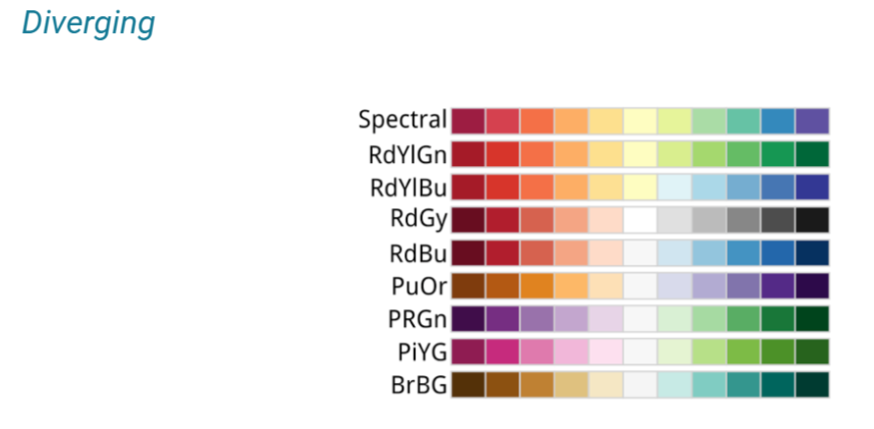 Diverging
Spectral
RdYlGn
RdYlBu
RdGy
RdBu
PuOr
PRGn
PiYG
BrBG